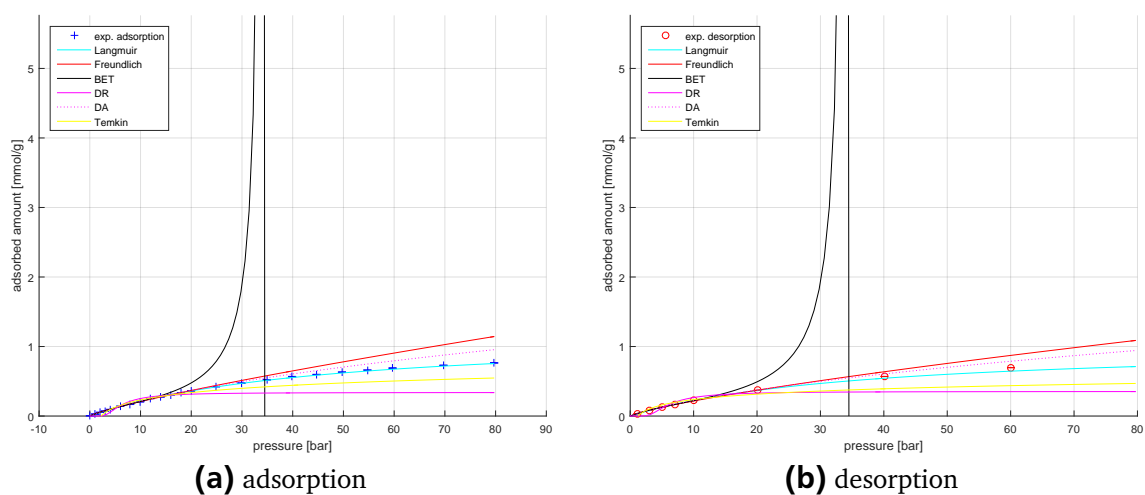 exp. adsorption
Langmuir
Freundlich
BET
DR
DA
Temkin
adsorbed amount [mmol/g]
5
4
3
2
1
0
-10 0 10 20 30 40 50 60 70 80 90
pressure [bar]
(a) adsorption
exp. desorption
Langmuir
Freundlich
BET
DR
DA
Temkin
adsorbed amount [mmol/g]
5
4
3
2
1
0
0 10 20 30 40 50 60 70 80
pressure [bar]
(b) desorption